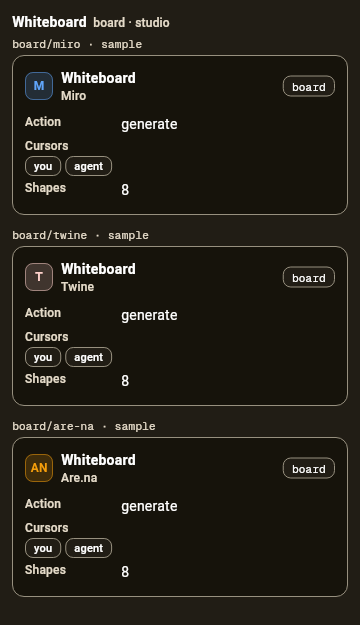 Whiteboard board · studio
board/miro · sample
M Whiteboard board
Miro
Action generate
Cursors
you agent
Shapes 8
board/twine · sample
T Whiteboard board
Twine
Action generate
Cursors
you agent
Shapes 8
board/are-na · sample
AN Whiteboard board
Are.na
Action generate
Cursors
you agent
Shapes 8